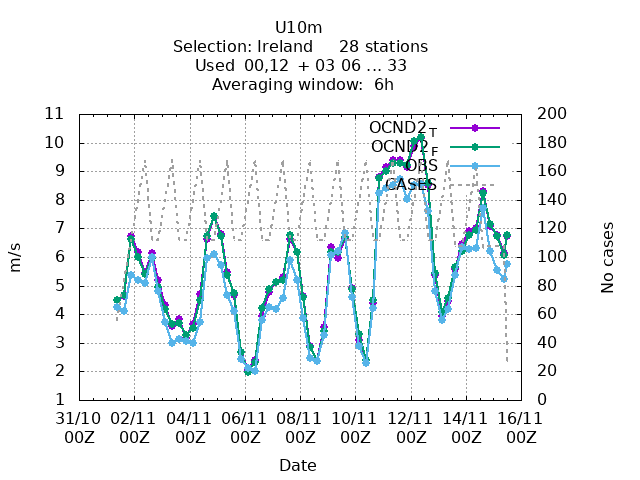 U10m
Selection: Ireland 28 stations
Used 00,12 + 03 06 ... 33
Averaging window: 6h
11 200
10 180
9 160
8 140
7 120
6 100
5 80
4 60
3 40
2 20
1 0
m/s
No cases
OCND2T
OCND2F
OBS
CASES
31/10 02/11 04/11 06/11 08/11 10/11 12/11 14/11 16/11
00Z 00Z 00Z 00Z 00Z 00Z 00Z 00Z 00Z
Date